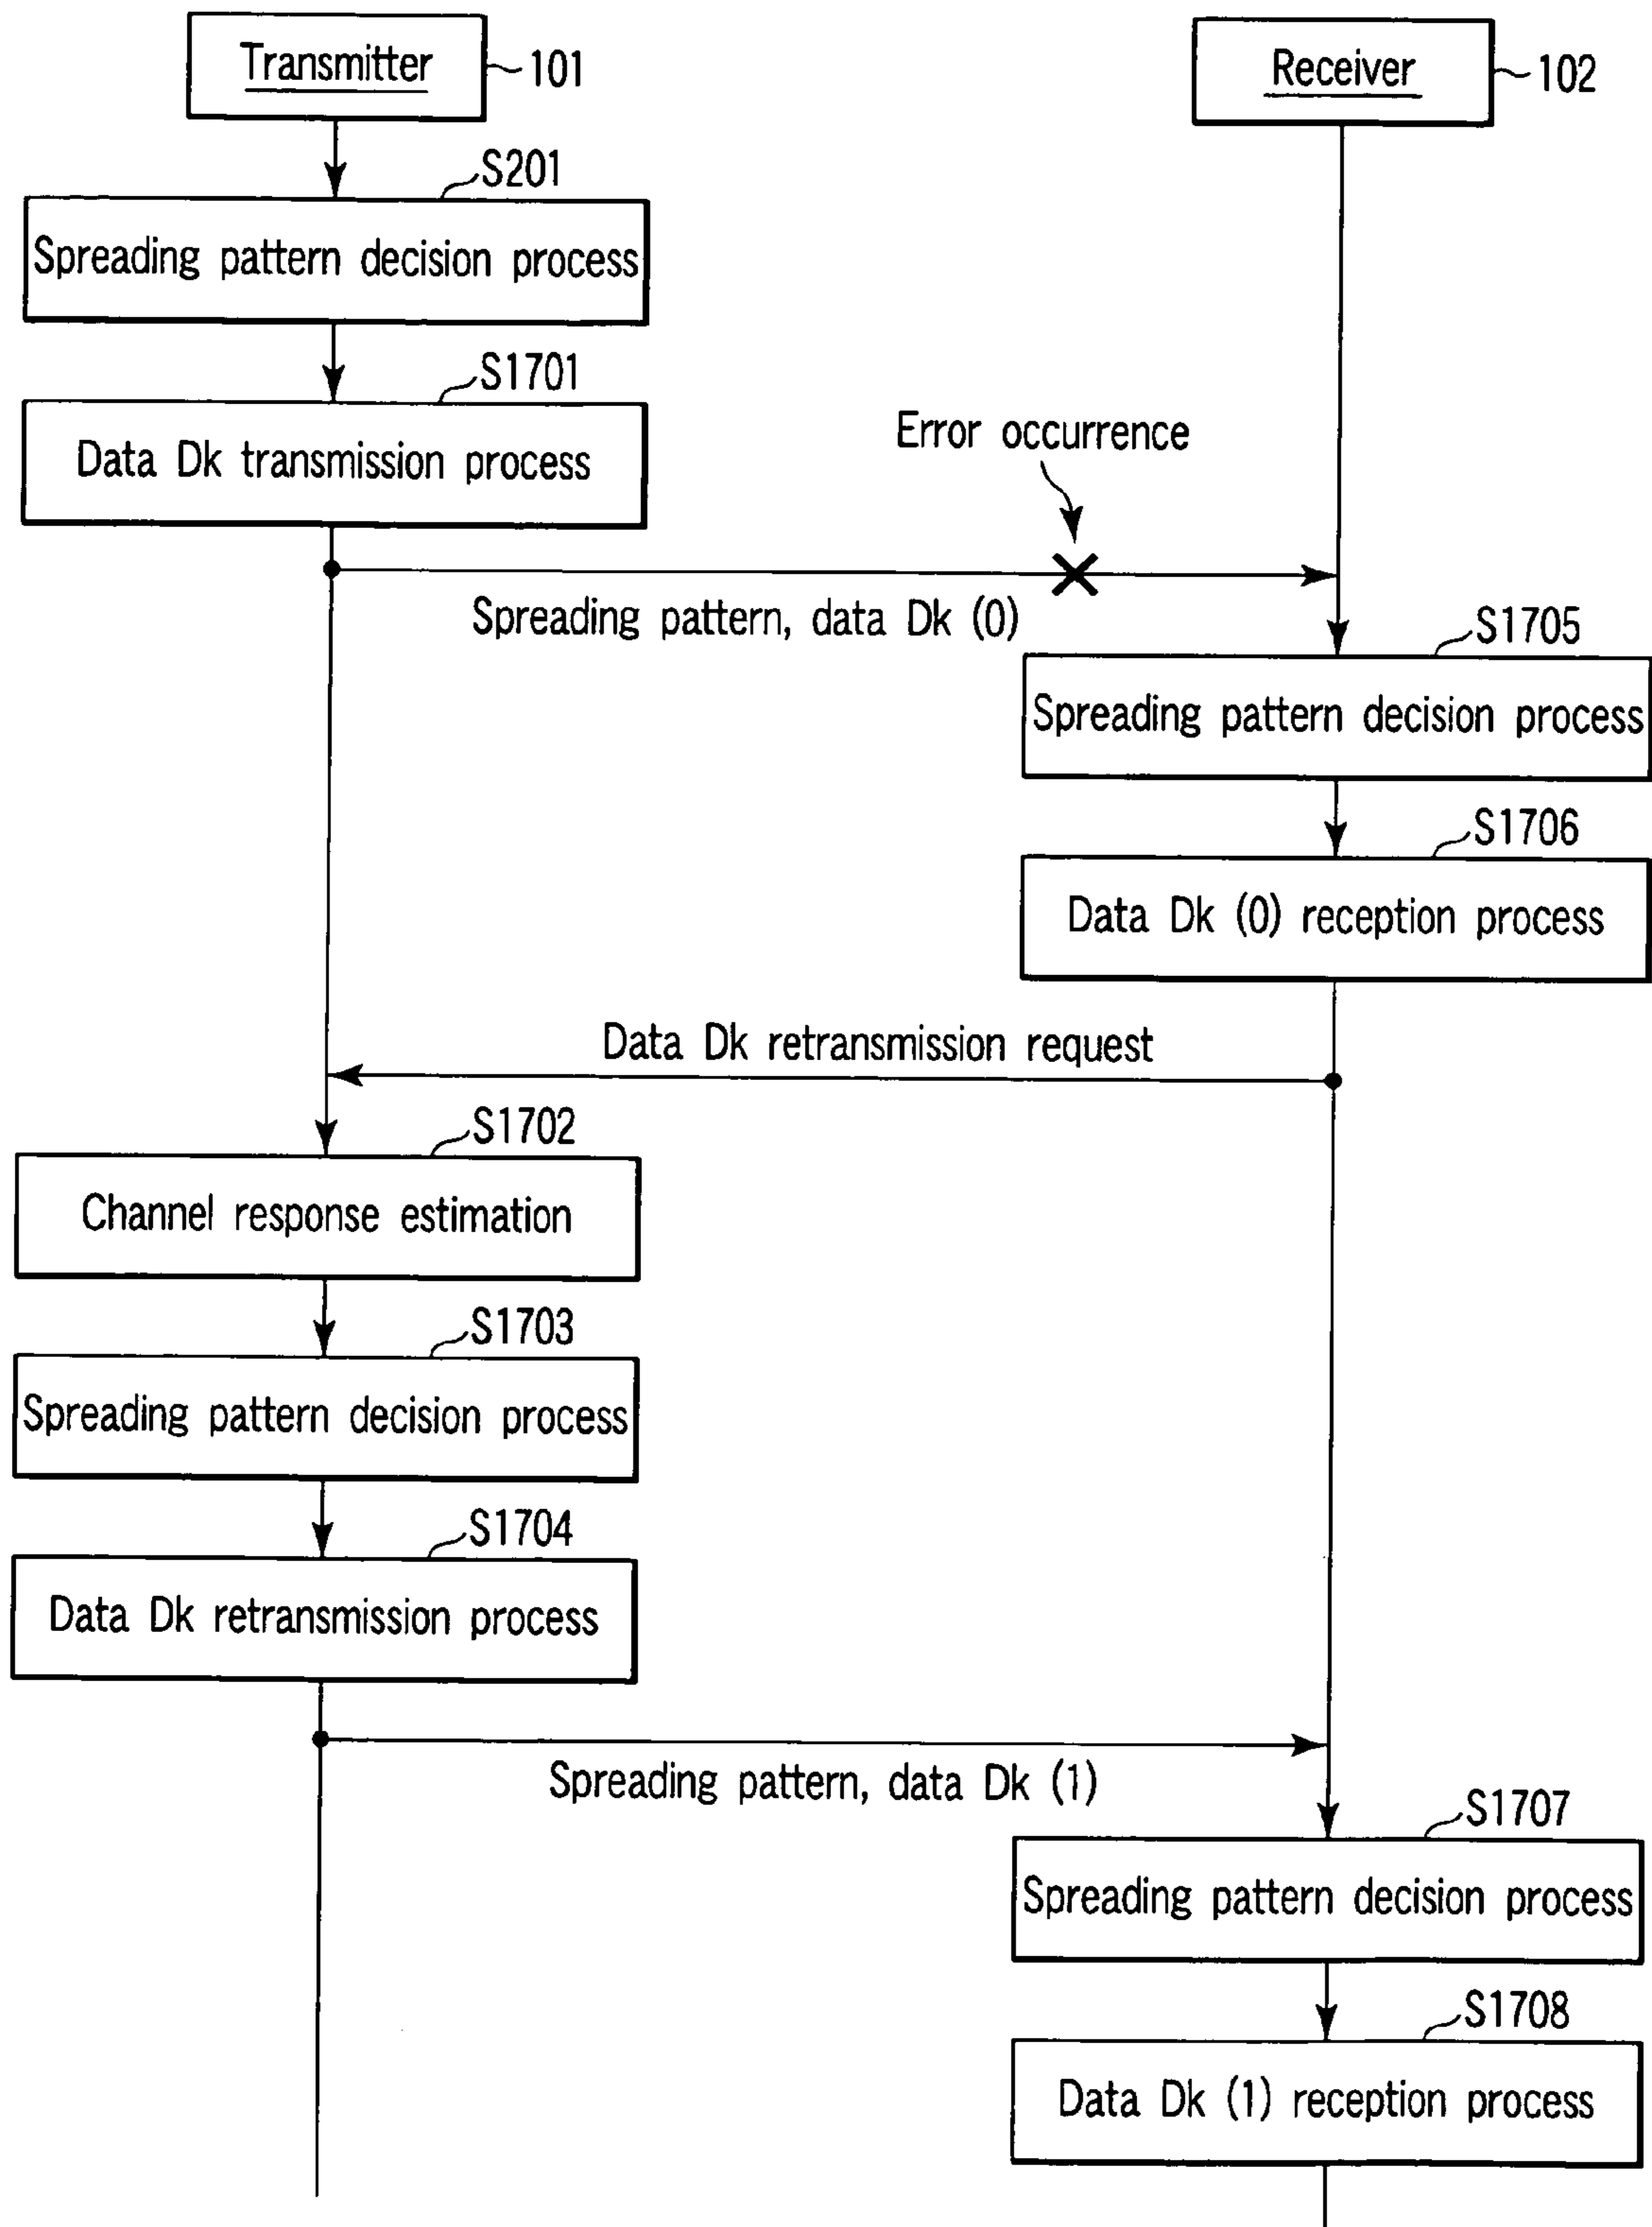 Transmitter
101
Receiver
102
S201
Spreading pattern decision process
S1701
Data Dk transmission process
Error occurrence
Spreading pattern, data Dk (0)
S1705
Spreading pattern decision process
S1706
Data Dk (0) reception process
Data Dk retransmission request
S1702
Channel response estimation
S1703
Spreading pattern decision process
S1704
Data Dk retransmission process
Spreading pattern, data Dk (1)
S1707
Spreading pattern decision process
S1708
Data Dk (1) reception process